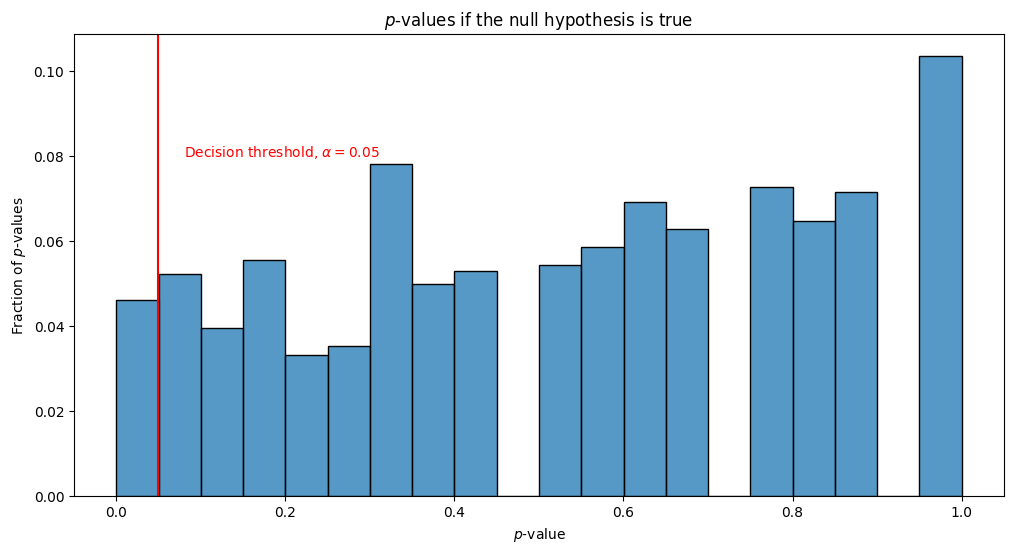 p-values if the null hypothesis is true
0.10
0.08
0.06
0.04
0.02
0.00
Fraction of p-values
Decision threshold, α = 0.05
0.0 0.2 0.4 0.6 0.8 1.0
p-value